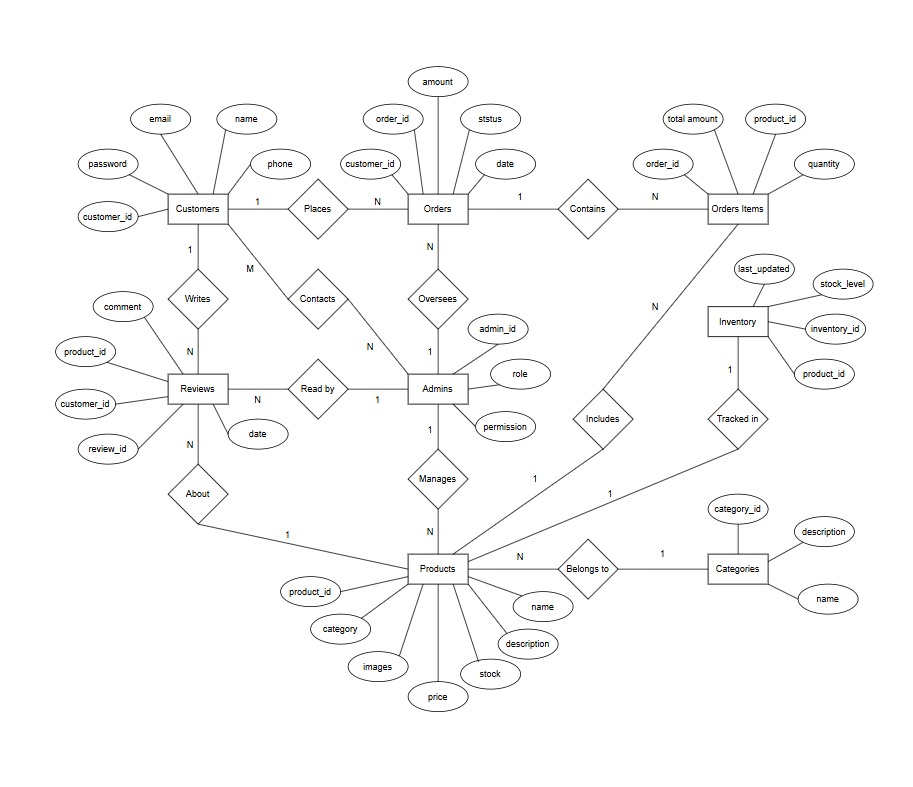 amount
email
name
order_id
ststus
total amount
product_id
password
phone
customer_id
date
order_id
quantity
customer_id
Customers
1
Places
N
Orders
1
Contains
N
Orders Items
1
M
N
last_updated
stock_level
comment
Writes
Contacts
Oversees
N
Inventory
inventory_id
admin_id
product_id
N
N
1
1
role
product_id
Reviews
N
Read by
1
Admins
customer_id
date
permission
Includes
Tracked in
review_id
N
1
About
Manages
1
1
category_id
1
N
description
Products
N
Belongs to
1
Categories
product_id
name
name
category
description
images
stock
price